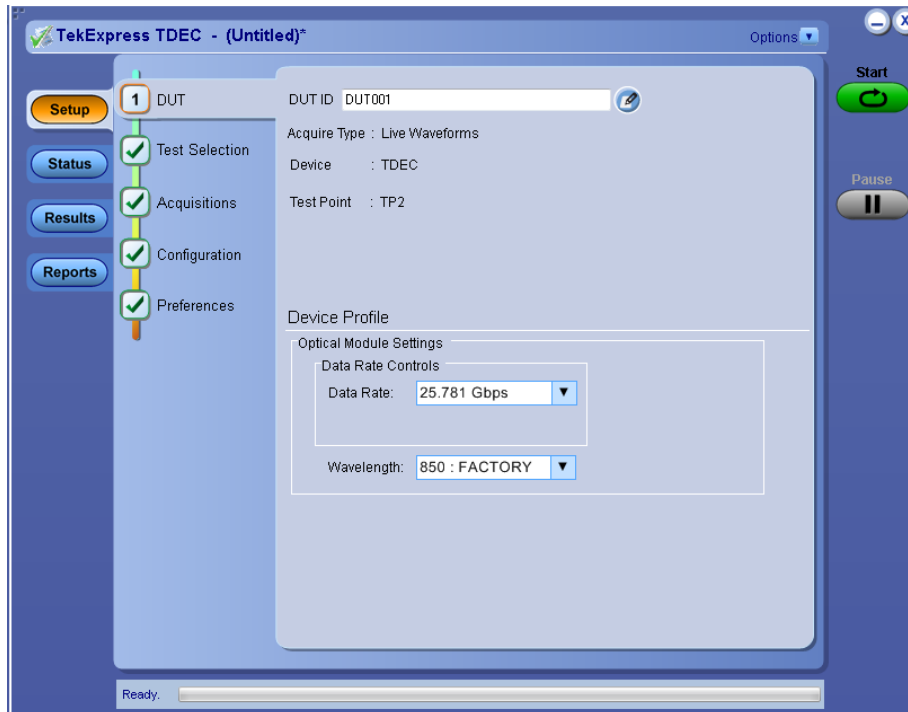 TekExpress TDEC - (Untitled)*
Options
Start
Pause
Setup
Status
Results
Reports
1 DUT
Test Selection
Acquisitions
Configuration
Preferences
DUT ID DUT001
Acquire Type : Live Waveforms
Device : TDEC
Test Point : TP2
Device Profile
Optical Module Settings
Data Rate Controls
Data Rate: 25.781 Gbps
Wavelength: 850 : FACTORY
Ready.